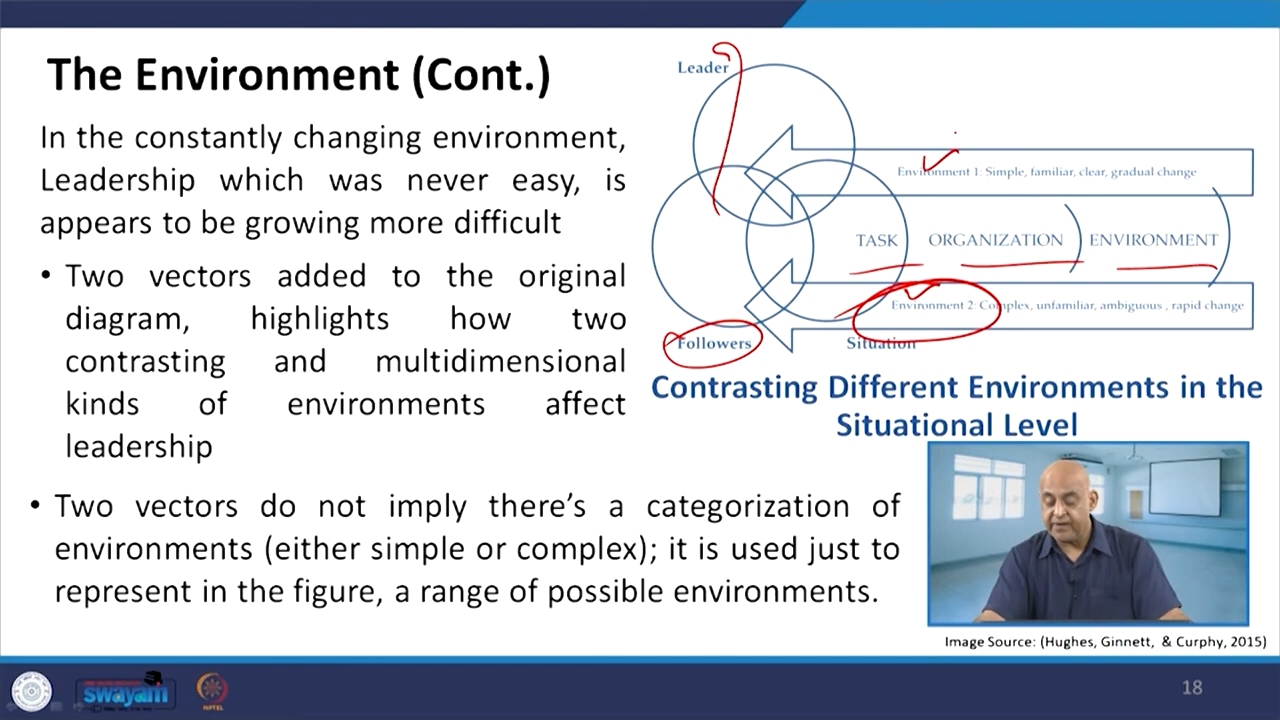 The Environment (Cont.)
In the constantly changing environment,
Leadership which was never easy, is
appears to be growing more difficult
• Two vectors added to the original
diagram, highlights how two
contrasting and multidimensional
kinds of environments affect
leadership
• Two vectors do not imply there's a categorization of
environments (either simple or complex); it is used just to
represent in the figure, a range of possible environments.
Leader
Environment 1: Simple, familiar, clear, gradual change
TASK ORGANIZATION ENVIRONMENT
Environment 2: Complex, unfamiliar, ambiguous , rapid change
Followers
Situation
Contrasting Different Environments in the
Situational Level
Image Source: (Hughes, Ginnett, & Curphy, 2015)
swayam
NPTEL
18